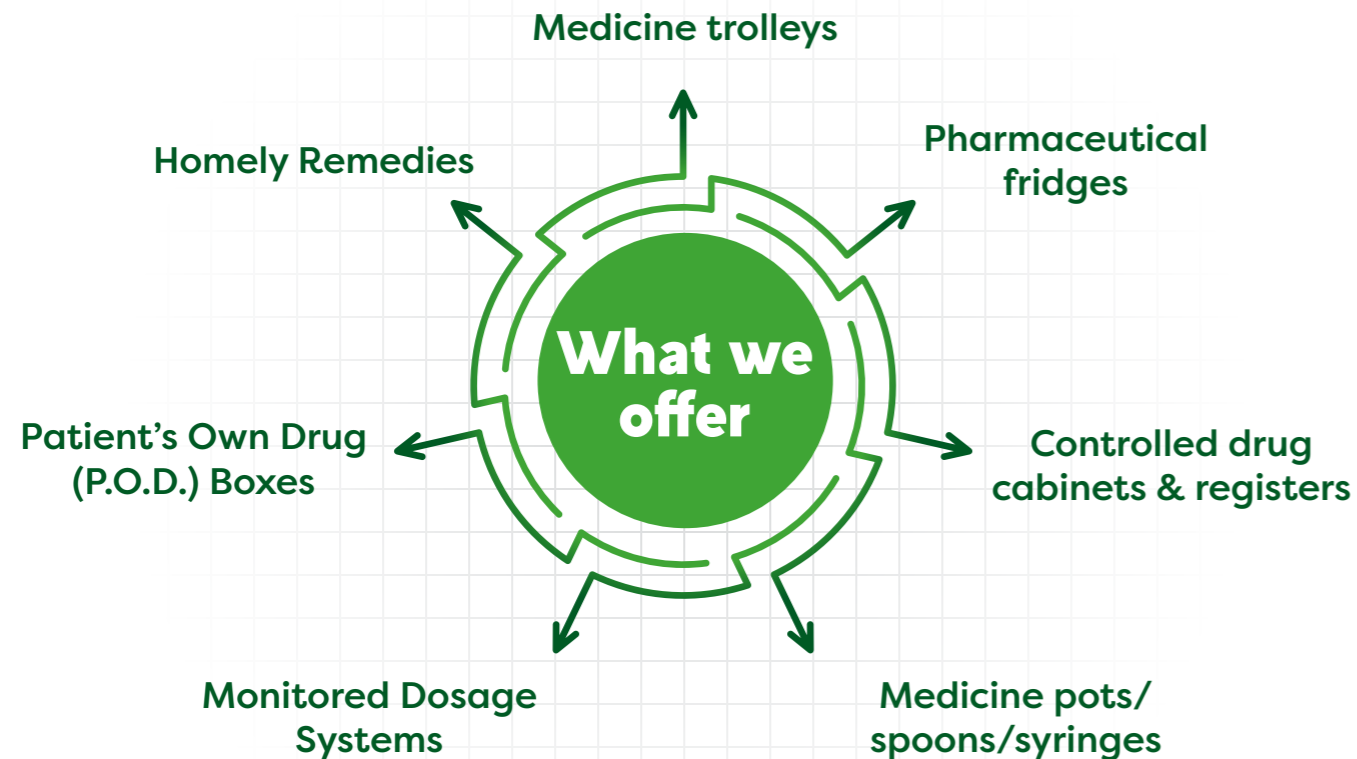 Medicine trolleys
Pharmaceutical
fridges
Homely Remedies
What we
offer
Patient’s Own Drug
(P.O.D.) Boxes
Controlled drug
cabinets & registers
Monitored Dosage
Systems
Medicine pots/
spoons/syringes